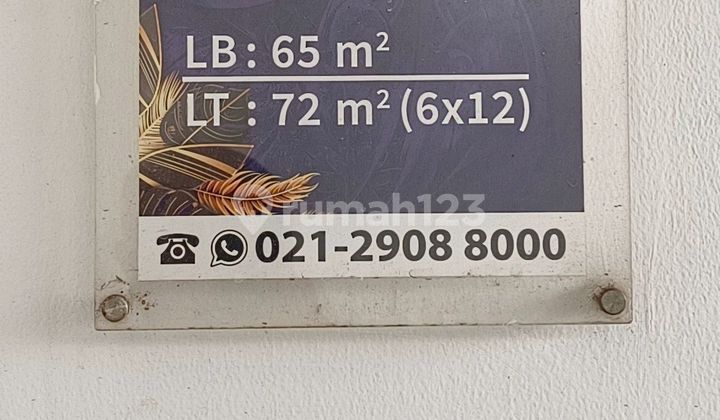 LB : 65 m²
LT : 72 m² (6x12)
rumah123
021-2908 8000